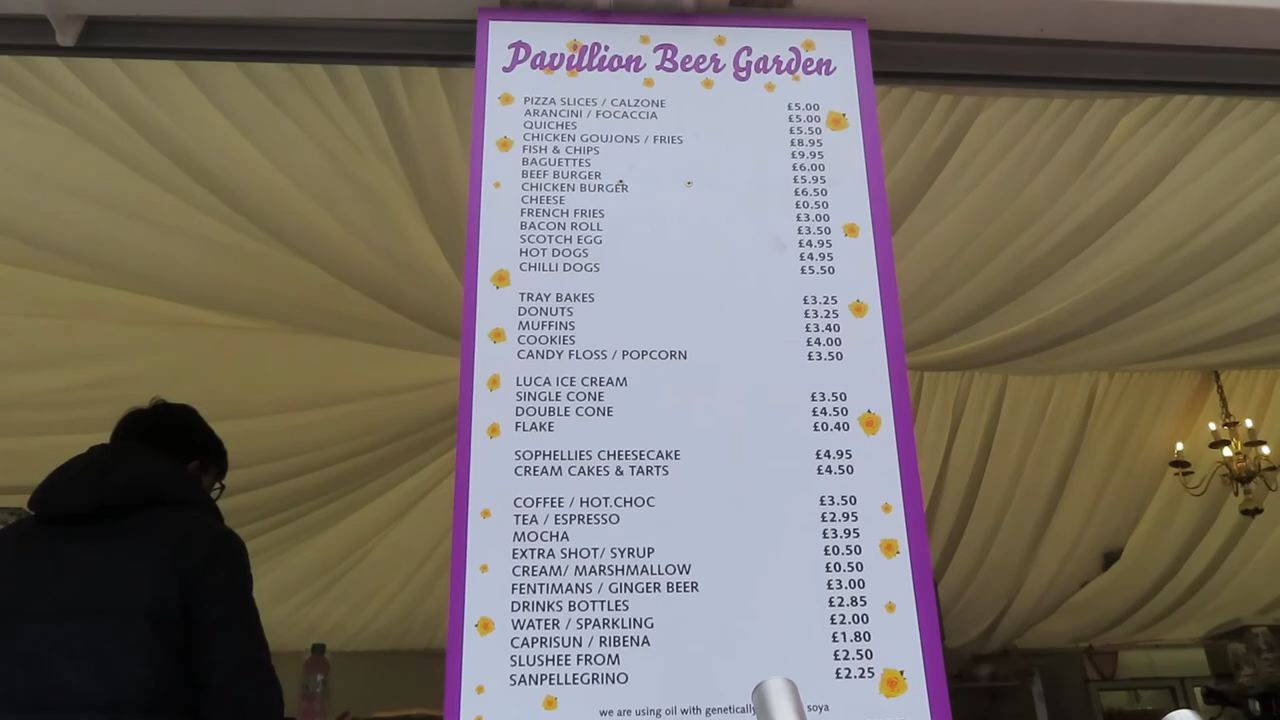 Pavillion Beer Garden
PIZZA SLICES / CALZONE £5.00
ARANCINI / FOCACCIA £5.00
QUICHES £5.50
CHICKEN GOUJONS / FRIES £8.95
FISH & CHIPS £9.95
BAGUETTES £6.00
BEEF BURGER £5.95
CHICKEN BURGER £6.50
CHEESE £0.50
FRENCH FRIES £3.00
BACON ROLL £3.50
SCOTCH EGG £4.95
HOT DOGS £4.95
CHILLI DOGS £5.50
TRAY BAKES £3.25
DONUTS £3.25
MUFFINS £3.40
COOKIES £4.00
CANDY FLOSS / POPCORN £3.50
LUCA ICE CREAM
SINGLE CONE £3.50
DOUBLE CONE £4.50
FLAKE £0.40
SOPHELLIES CHEESECAKE £4.95
CREAM CAKES & TARTS £4.50
COFFEE / HOT.CHOC £3.50
TEA / ESPRESSO £2.95
MOCHA £3.95
EXTRA SHOT/ SYRUP £0.50
CREAM/ MARSHMALLOW £0.50
FENTIMANS / GINGER BEER £3.00
DRINKS BOTTLES £2.85
WATER / SPARKLING £2.00
CAPRISUN / RIBENA £1.80
SLUSHEE FROM £2.50
SANPELLEGRINO £2.25
we are using oil with genetically soya